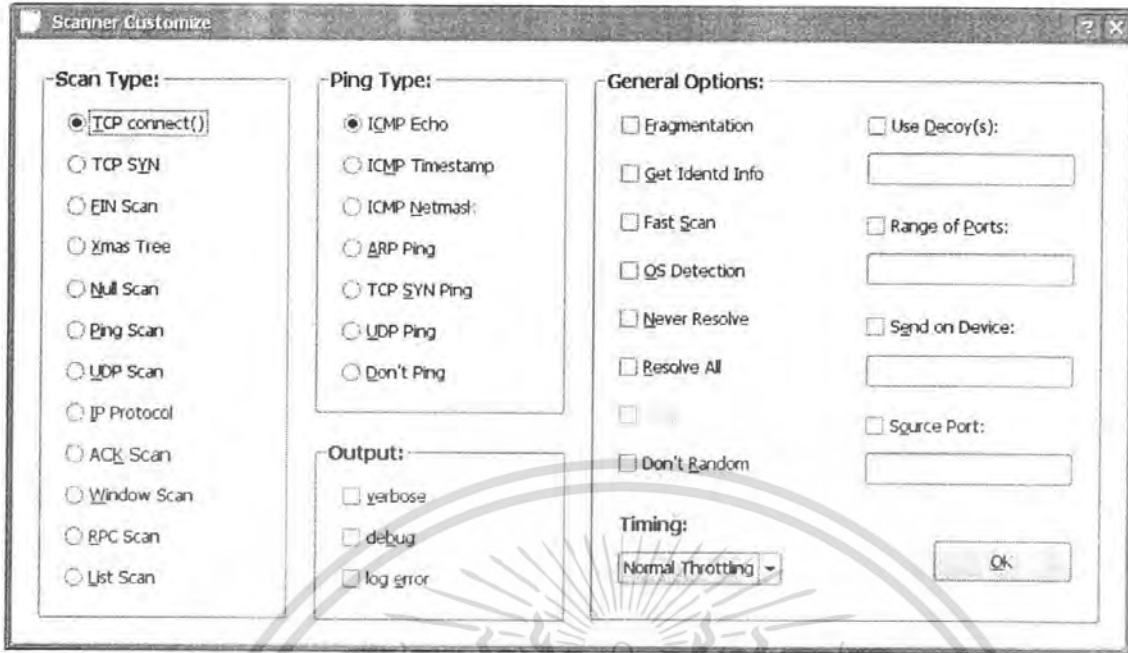 Scanner Customize
Scan Type:
TCP connect()
TCP SYN
FIN Scan
Xmas Tree
Null Scan
Ping Scan
UDP Scan
IP Protocol
ACK Scan
Window Scan
RPC Scan
List Scan
Ping Type:
ICMP Echo
ICMP Timestamp
ICMP Netmask
ARP Ping
TCP SYN Ping
UDP Ping
Don't Ping
Output:
verbose
debug
log error
General Options:
Fragmentation
Get Identd Info
Fast Scan
OS Detection
Never Resolve
Resolve All
Don't Random
Use Decoy(s):
Range of Ports:
Send on Device:
Source Port:
Timing:
Normal Throttling
OK